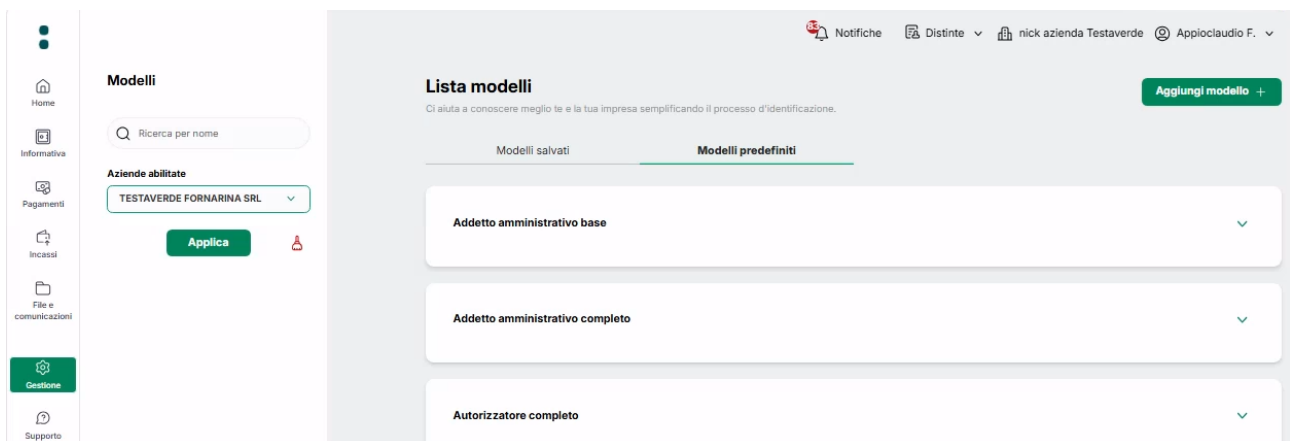 83
Notifiche
Distinte
nick azienda Testaverde
Appioclaudio F.
Home
Informativa
Pagamenti
Incassi
File e
comunicazioni
Gestione
Supporto
Modelli
Ricerca per nome
Aziende abilitate
TESTAVERDE FORNARINA SRL
Applica
Lista modelli
Ci aiuta a conoscere meglio te e la tua impresa semplificando il processo d'identificazione.
Aggiungi modello +
Modelli salvati
Modelli predefiniti
Addetto amministrativo base
Addetto amministrativo completo
Autorizzatore completo